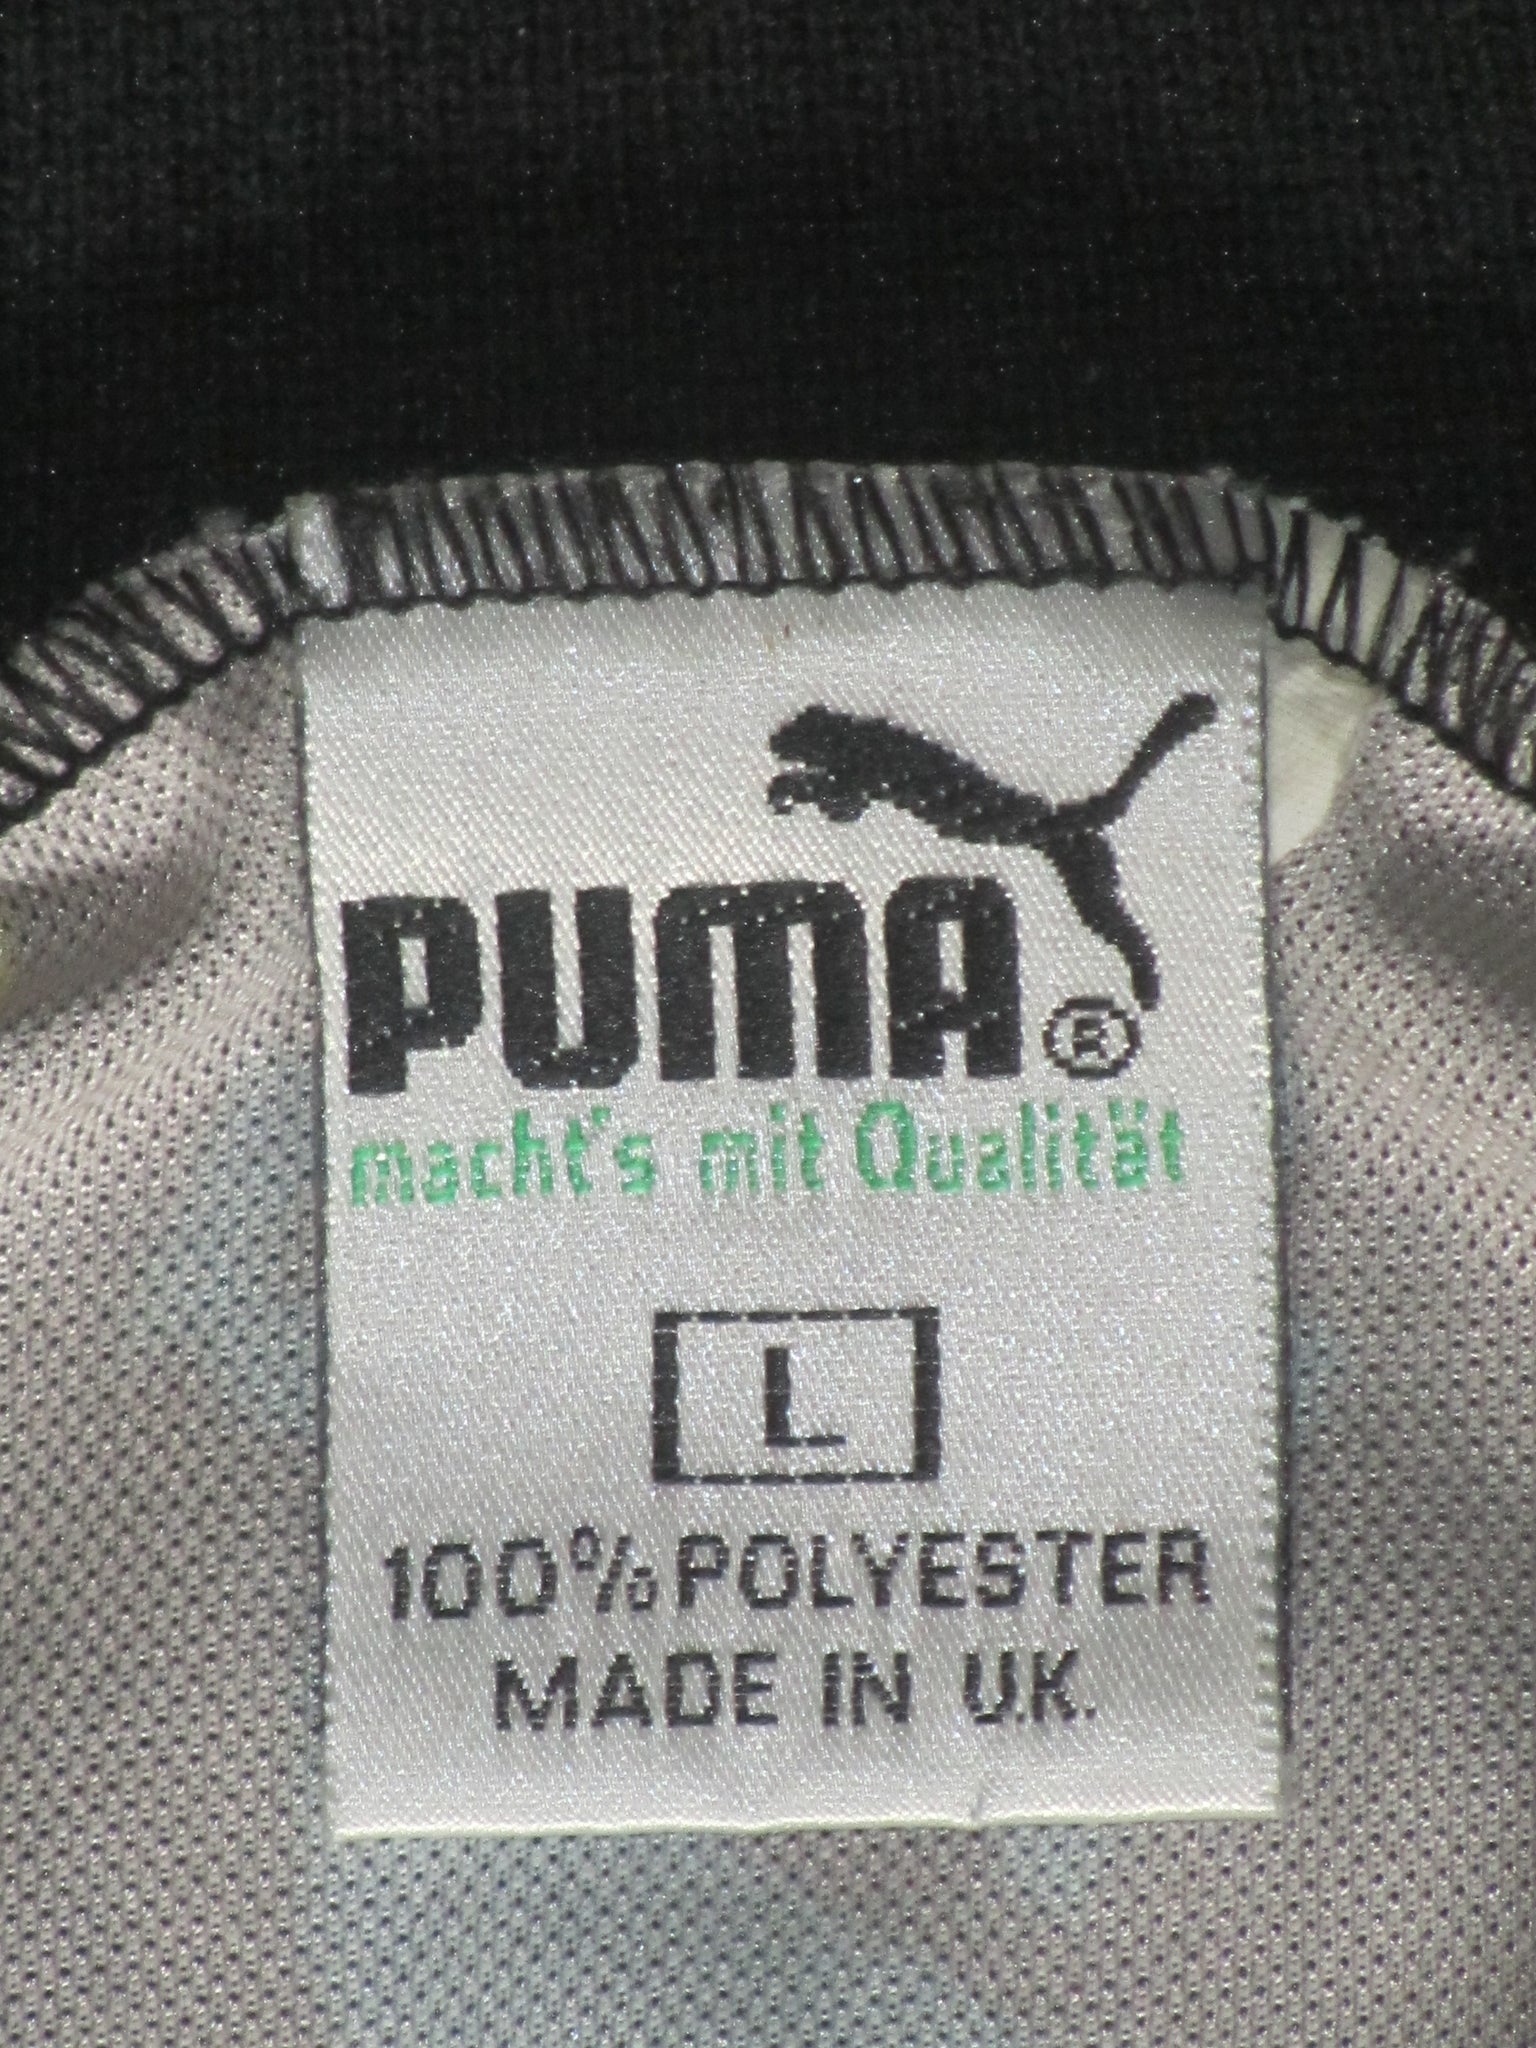 PUMA®
macht's mit Qualität
L
100% POLYESTER
MADE IN U.K.